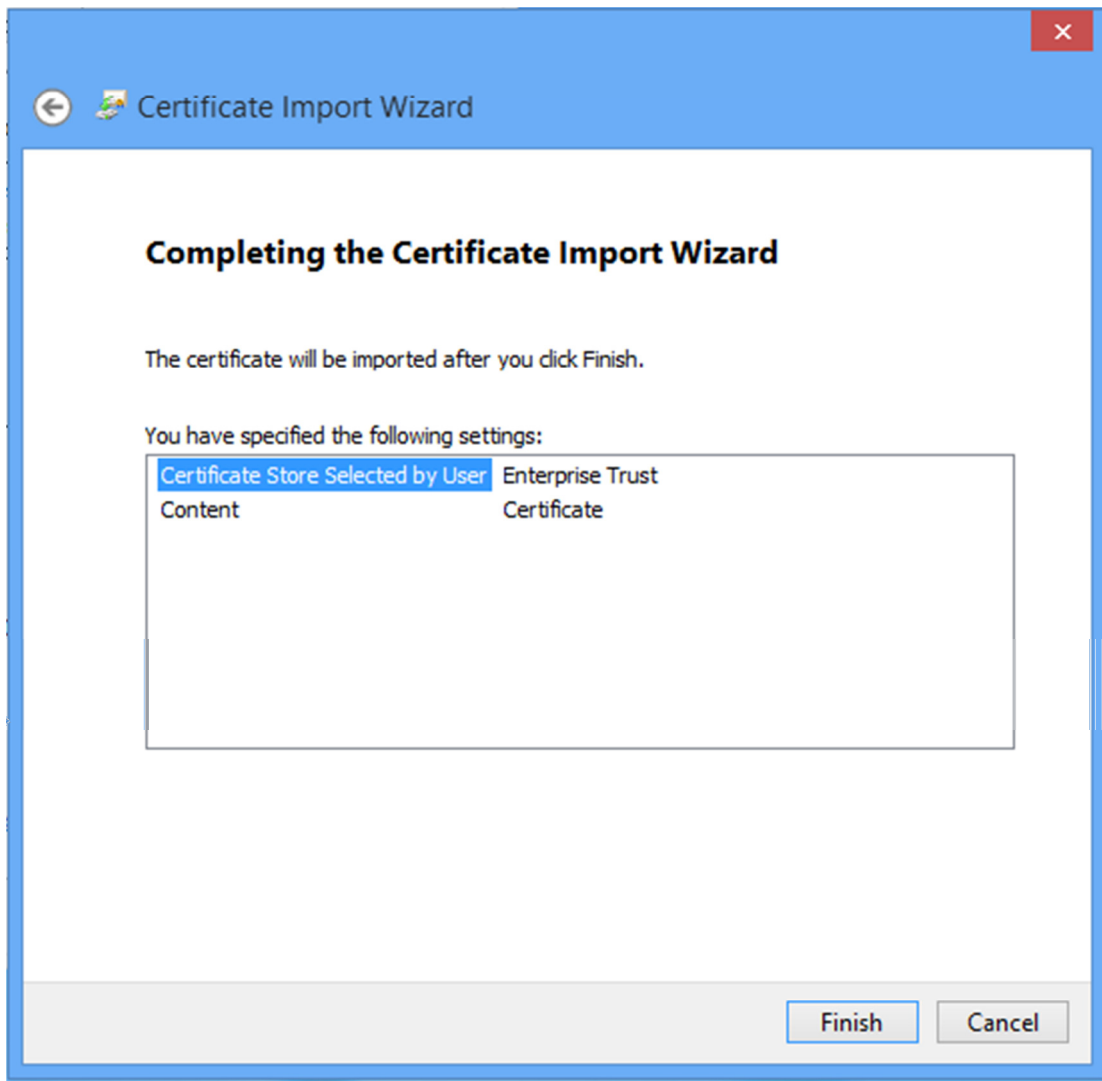 Certificate Import Wizard
Completing the Certificate Import Wizard
The certificate will be imported after you click Finish.
You have specified the following settings:
Certificate Store Selected by User Enterprise Trust
Content Certificate
Finish Cancel